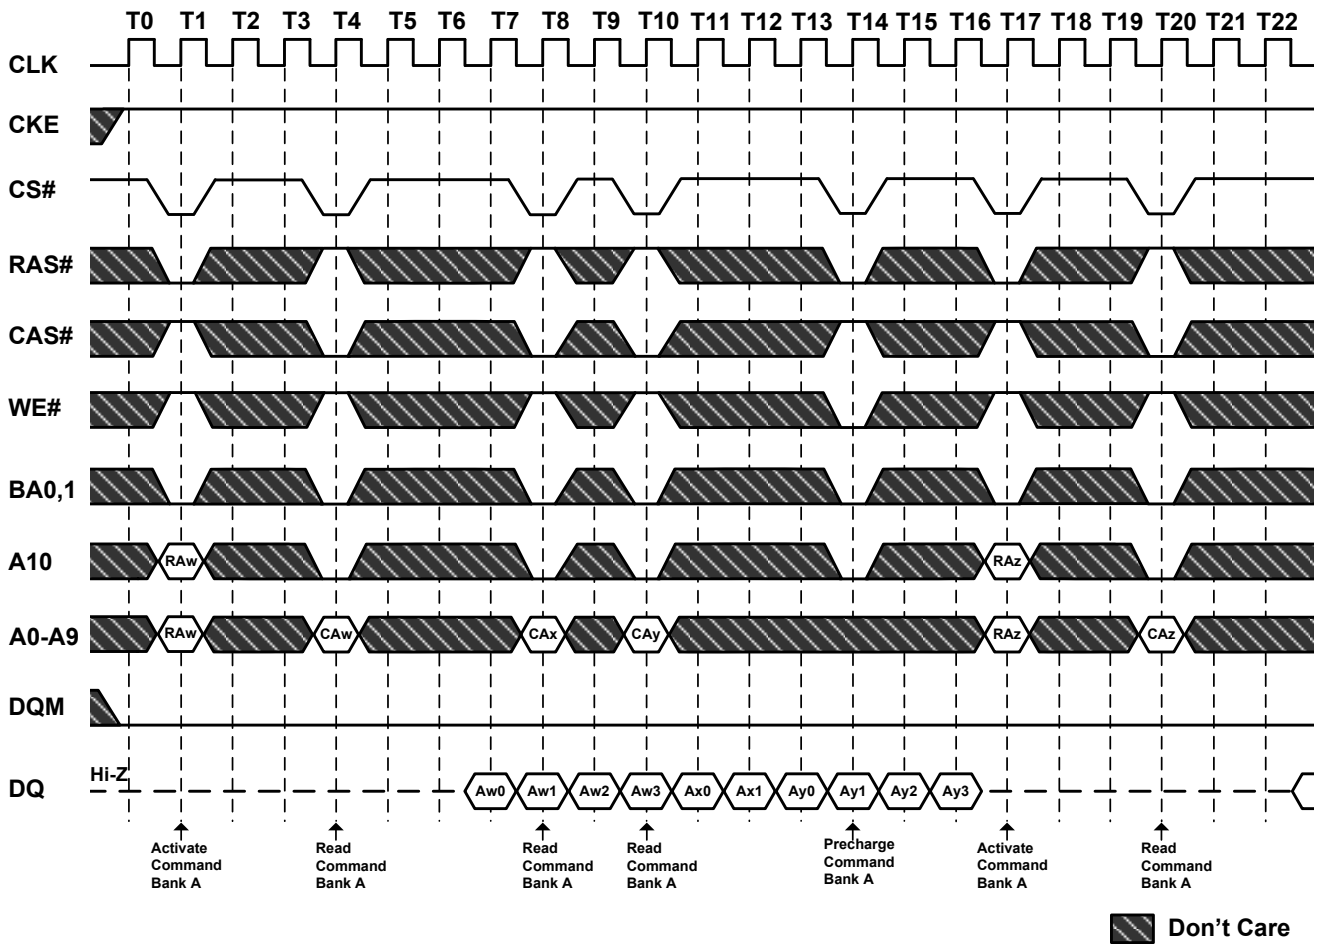 T0 T1 T2 T3 T4 T5 T6 T7 T8 T9 T10 T11 T12 T13 T14 T15 T16 T17 T18 T19 T20 T21 T22
CLK
CKE
CS#
RAS#
CAS#
WE#
BA0,1
A10 RAw RAz
A0-A9 RAw CAw CAx CAy RAz CAz
DQM
Hi-Z
DQ Aw0 Aw1 Aw2 Aw3 Ax0 Ax1 Ay0 Ay1 Ay2 Ay3
Activate
Command
Bank A
Read
Command
Bank A
Read
Command
Bank A
Read
Command
Bank A
Precharge
Command
Bank A
Activate
Command
Bank A
Read
Command
Bank A
Don't Care